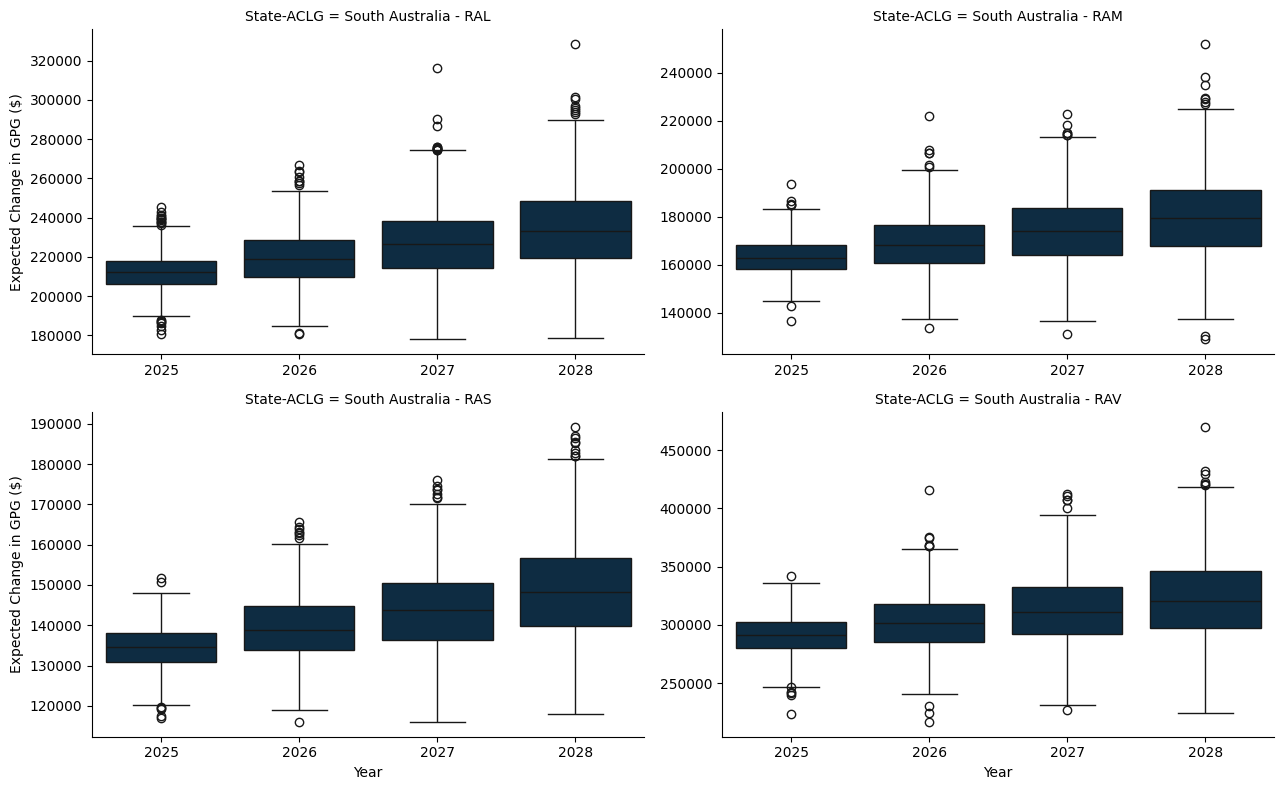 State-ACLG = South Australia - RAL
Expected Change in GPG ($)
320000
300000
280000
260000
240000
220000
200000
180000
2025 2026 2027 2028
State-ACLG = South Australia - RAM
240000
220000
200000
180000
160000
140000
2025 2026 2027 2028
State-ACLG = South Australia - RAS
Expected Change in GPG ($)
190000
180000
170000
160000
150000
140000
130000
120000
2025 2026 2027 2028
Year
State-ACLG = South Australia - RAV
450000
400000
350000
300000
250000
2025 2026 2027 2028
Year